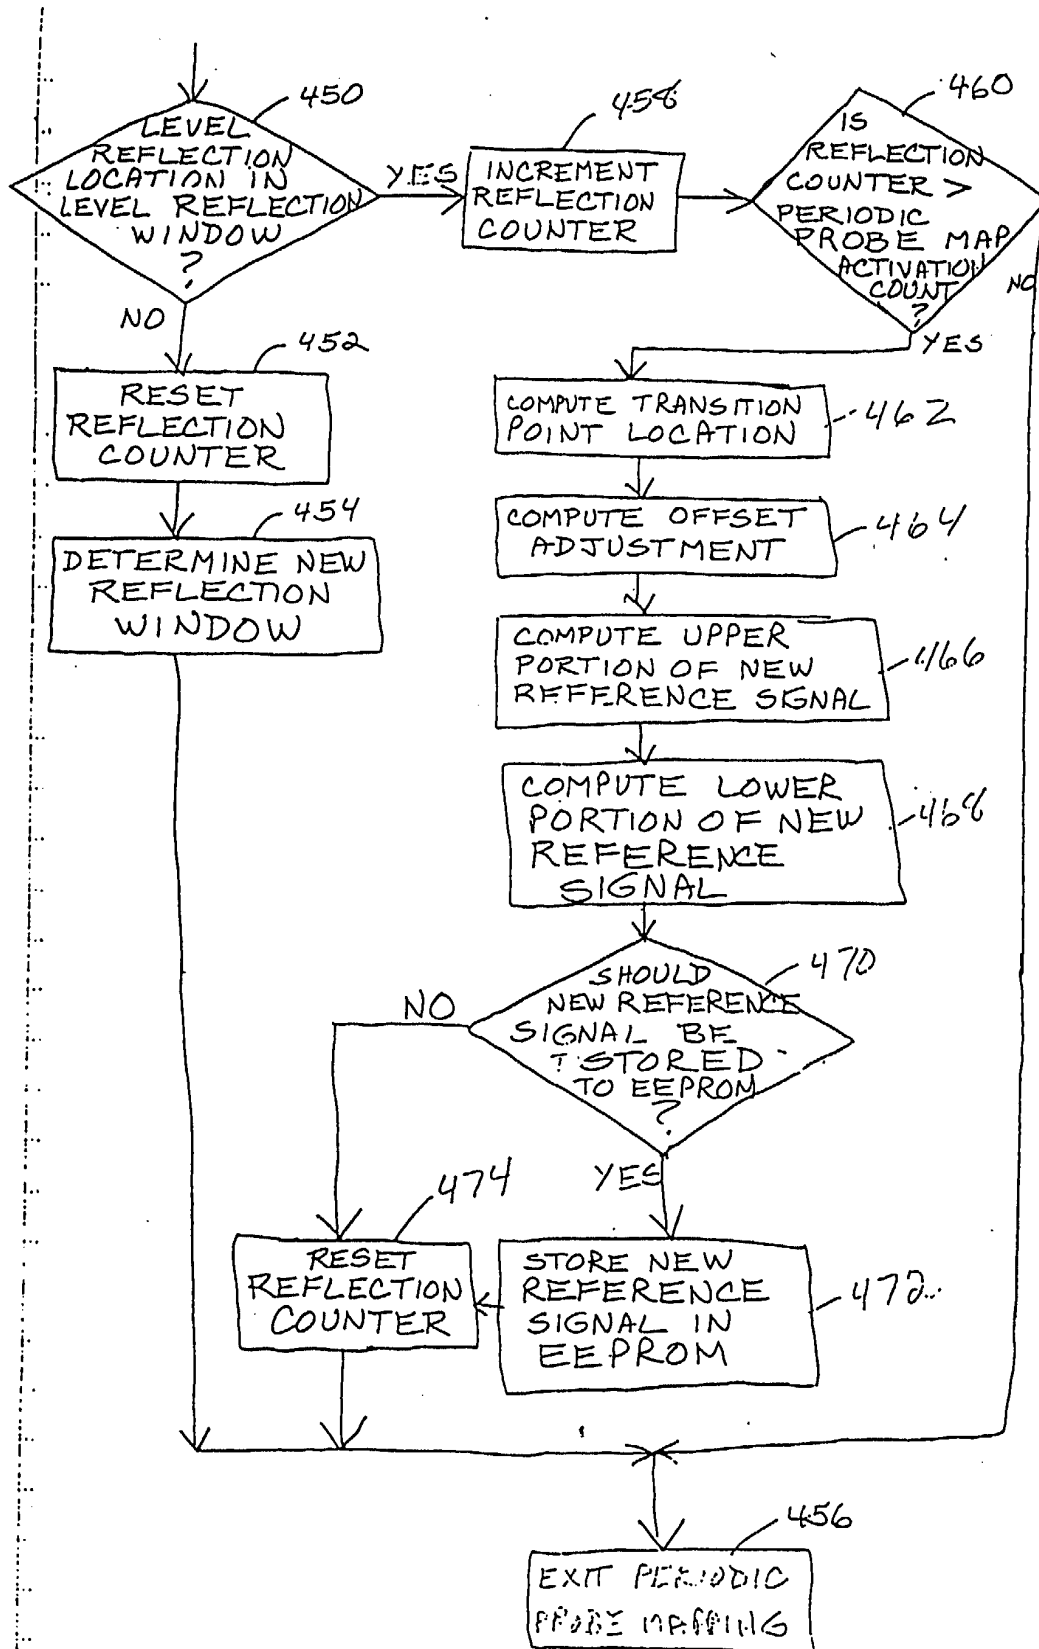 450
LEVEL
REFLECTION
LOCATION IN
LEVEL REFLECTION
WINDOW
?
YES
NO
458
INCREMENT
REFLECTION
COUNTER
460
IS
REFLECTION
COUNTER >
PERIODIC
PROBE MAP
ACTIVATION
COUNT
?
NO
YES
452
RESET
REFLECTION
COUNTER
454
DETERMINE NEW
REFLECTION
WINDOW
COMPUTE TRANSITION
POINT LOCATION
462
COMPUTE OFFSET
ADJUSTMENT
464
COMPUTE UPPER
PORTION OF NEW
REFERENCE SIGNAL
466
COMPUTE LOWER
PORTION OF NEW
REFERENCE
SIGNAL
468
470
SHOULD
NEW REFERENCE
SIGNAL BE
STORED
TO EEPROM
?
NO
YES
474
RESET
REFLECTION
COUNTER
STORE NEW
REFERENCE
SIGNAL IN
EEPROM
472
456
EXIT PERIODIC
PROBE MAPPING